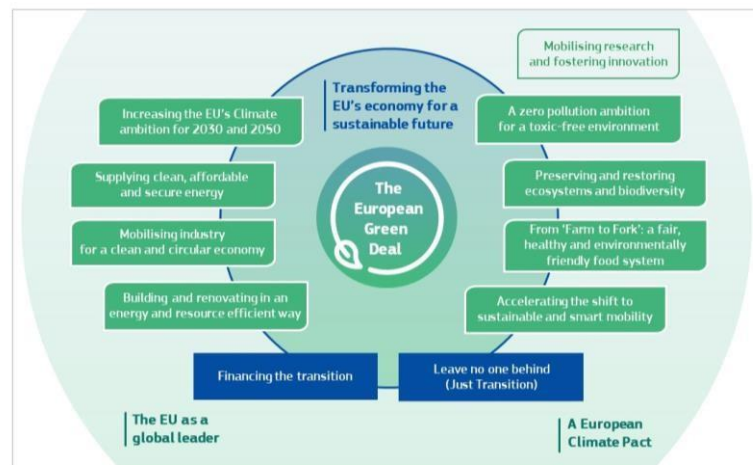 Mobilising research
and fostering innovation
Transforming the
EU's economy for a
sustainable future
Increasing the EU's Climate
ambition for 2030 and 2050
A zero pollution ambition
for a toxic-free environment
Supplying clean, affordable
and secure energy
Preserving and restoring
ecosystems and biodiversity
The
European
Green
Deal
Mobilising industry
for a clean and circular economy
From 'Farm to Fork': a fair,
healthy and environmentally
friendly food system
Building and renovating in an
energy and resource efficient way
Accelerating the shift to
sustainable and smart mobility
Financing the transition
Leave no one behind
(Just Transition)
The EU as a
global leader
A European
Climate Pact